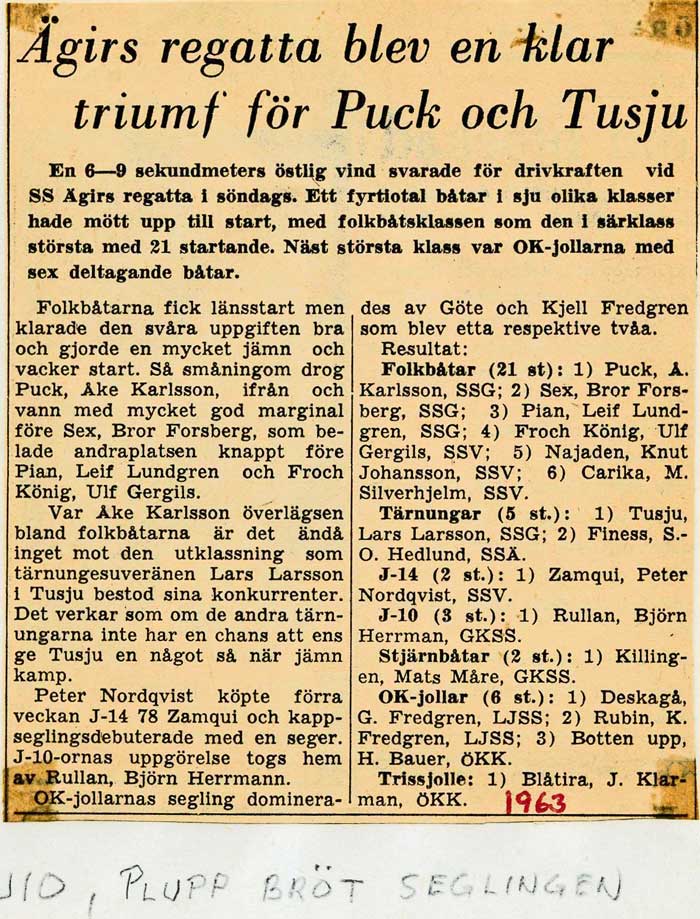 Ägirs regatta blev en klar
triumf för Puck och Tusju
En 6—9 sekundmeters östlig vind svarade för drivkraften vid
SS Ägirs regatta i söndags. Ett fyrtiotal båtar i sju olika klasser
hade mött upp till start, med folkbåtsklassen som den i särklass
största med 21 startande. Näst största klass var OK-jollarna med
sex deltagande båtar.
Folkbåtarna fick länsstart men
klarade den svåra uppgiften bra
och gjorde en mycket jämn och
vacker start. Så småningom drog
Puck, Åke Karlsson, ifrån och
vann med mycket god marginal
före Sex, Bror Forsberg, som be-
lade andraplatsen knappt före
Pian, Leif Lundgren och Froch
König, Ulf Gergils.
Var Åke Karlsson överlägsen
bland folkbåtarna är det ändå
inget mot den utklassning som
tärnungesuveränen Lars Larsson
i Tusju bestod sina konkurrenter.
Det verkar som om de andra tärn-
ungarna inte har en chans att ens
ge Tusju en något så när jämn
kamp.
Peter Nordqvist köpte förra
veckan J-14 78 Zamqui och kapp-
seglingsdebuterade med en seger.
J-10-ornas uppgörelse togs hem
av Rullan, Björn Herrmann.
OK-jollarnas segling dominera-
des av Göte och Kjell Fredgren
som blev etta respektive tvåa.
Resultat:
Folkbåtar (21 st): 1) Puck, Å.
Karlsson, SSG; 2) Sex, Bror Fors-
berg, SSG; 3) Pian, Leif Lund-
gren, SSG; 4) Froch König, Ulf
Gergils, SSV; 5) Najaden, Knut
Johansson, SSV; 6) Carika, M.
Silverhjelm, SSV.
Tärnungar (5 st.): 1) Tusju,
Lars Larsson, SSG; 2) Finess, S.-
O. Hedlund, SSÄ.
J-14 (2 st.): 1) Zamqui, Peter
Nordqvist, SSV.
J-10 (3 st.): 1) Rullan, Björn
Herrman, GKSS.
Stjärnbåtar (2 st.): 1) Killing-
en, Mats Måre, GKSS.
OK-jollar (6 st.): 1) Deskagå,
G. Fredgren, LJSS; 2) Rubin, K.
Fredgren, LJSS; 3) Botten upp,
H. Bauer, ÖKK.
Trissjolle: 1) Blåtira, J. Klar-
man, ÖKK. 1963
J10, PLUPP BRÖT SEGLINGEN